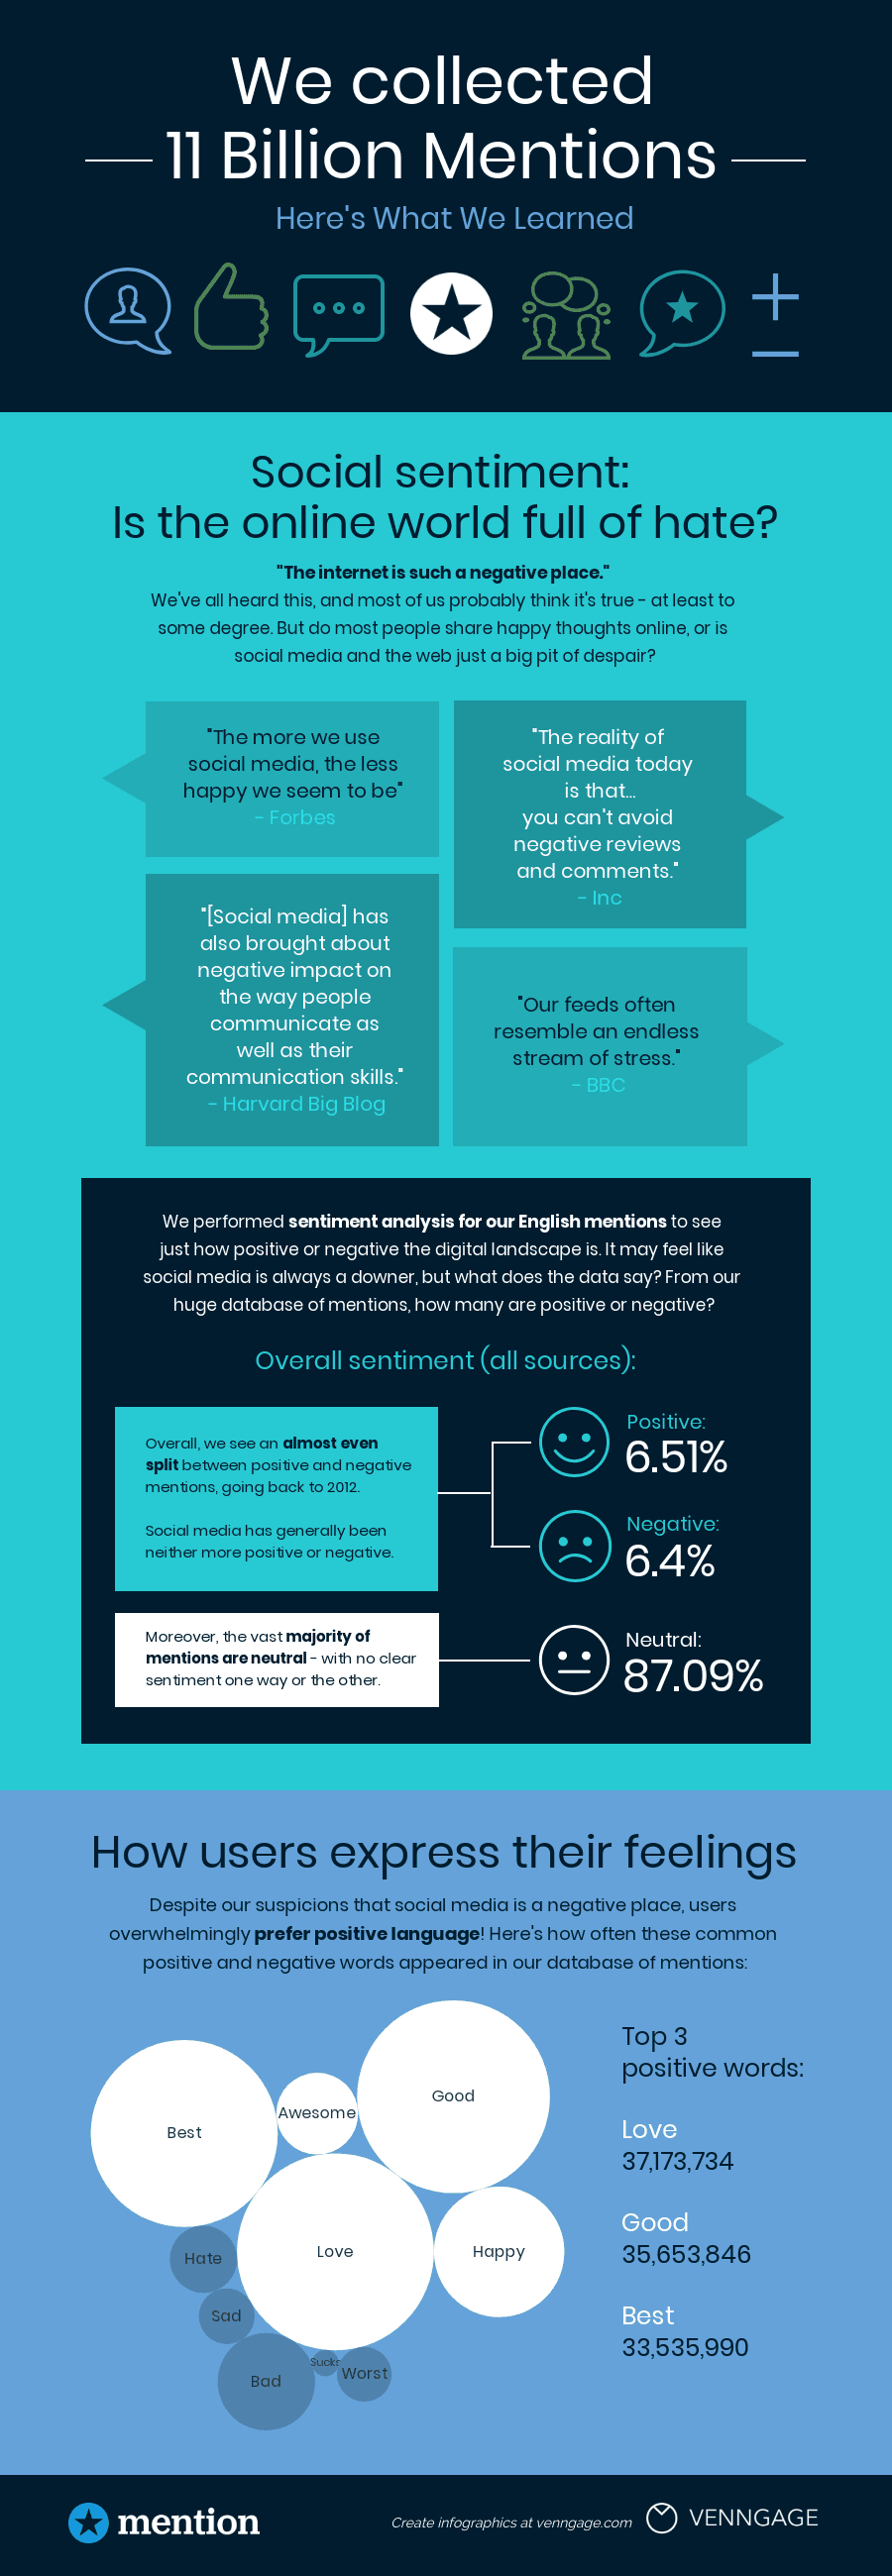 We collected
11 Billion Mentions
Here's What We Learned
Social sentiment:
Is the online world full of hate?
"The internet is such a negative place."
We've all heard this, and most of us probably think it's true - at least to
some degree. But do most people share happy thoughts online, or is
social media and the web just a big pit of despair?
"The more we use
social media, the less
happy we seem to be"
- Forbes
"The reality of
social media today
is that...
you can't avoid
negative reviews
and comments."
- Inc
"[Social media] has
also brought about
negative impact on
the way people
communicate as
well as their
communication skills."
- Harvard Big Blog
"Our feeds often
resemble an endless
stream of stress."
- BBC
We performed sentiment analysis for our English mentions to see
just how positive or negative the digital landscape is. It may feel like
social media is always a downer, but what does the data say? From our
huge database of mentions, how many are positive or negative?
Overall sentiment (all sources):
Overall, we see an almost even
split between positive and negative
mentions, going back to 2012.
Social media has generally been
neither more positive or negative.
Positive:
6.51%
Negative:
6.4%
Moreover, the vast majority of
mentions are neutral - with no clear
sentiment one way or the other.
Neutral:
87.09%
How users express their feelings
Despite our suspicions that social media is a negative place, users
overwhelmingly prefer positive language! Here's how often these common
positive and negative words appeared in our database of mentions:
Best
Awesome
Good
Love
Happy
Hate
Sad
Bad
Sucks
Worst
Top 3
positive words:
Love
37,173,734
Good
35,653,846
Best
33,535,990
mention
Create infographics at venngage.com
VENNGAGE